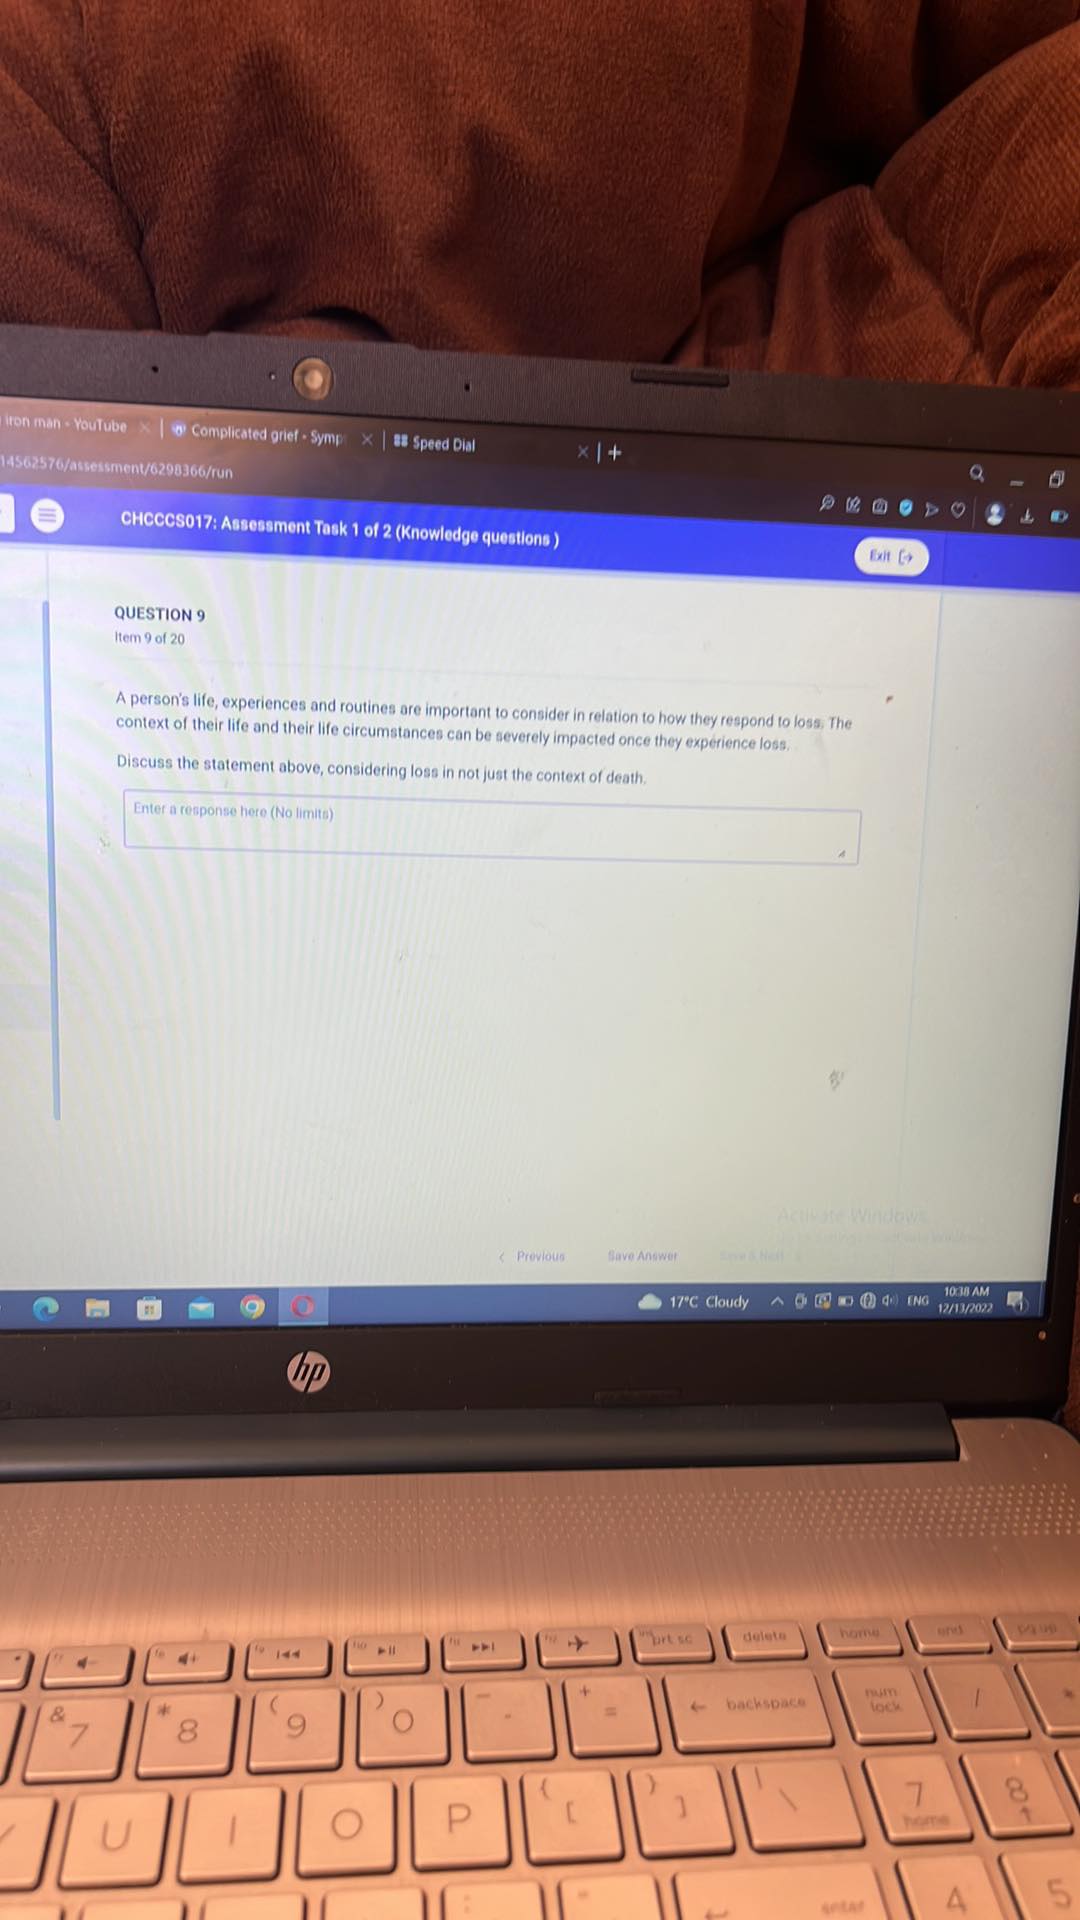 iron man - YouTube
Complicated grief - Symp
Speed Dial
14562576/assessment/6298366/run
CHCCCS017: Assessment Task 1 of 2 (Knowledge questions )
Exit
QUESTION 9
Item 9 of 20
A person's life, experiences and routines are important to consider in relation to how they respond to loss. The
context of their life and their life circumstances can be severely impacted once they experience loss.
Discuss the statement above, considering loss in not just the context of death.
Enter a response here (No limits)
Activate Windows
< Previous
Save Answer
Save & Next
17°C Cloudy
ENG
10:38 AM
12/13/2022
hp
prt sc
delete
home
end
pg up
& 7
* 8
( 9
) 0
-
+ =
← backspace
num lock
/
*
U
I
O
P
{ [
} ]
| \
7 home
8 ↑
enter
4
5